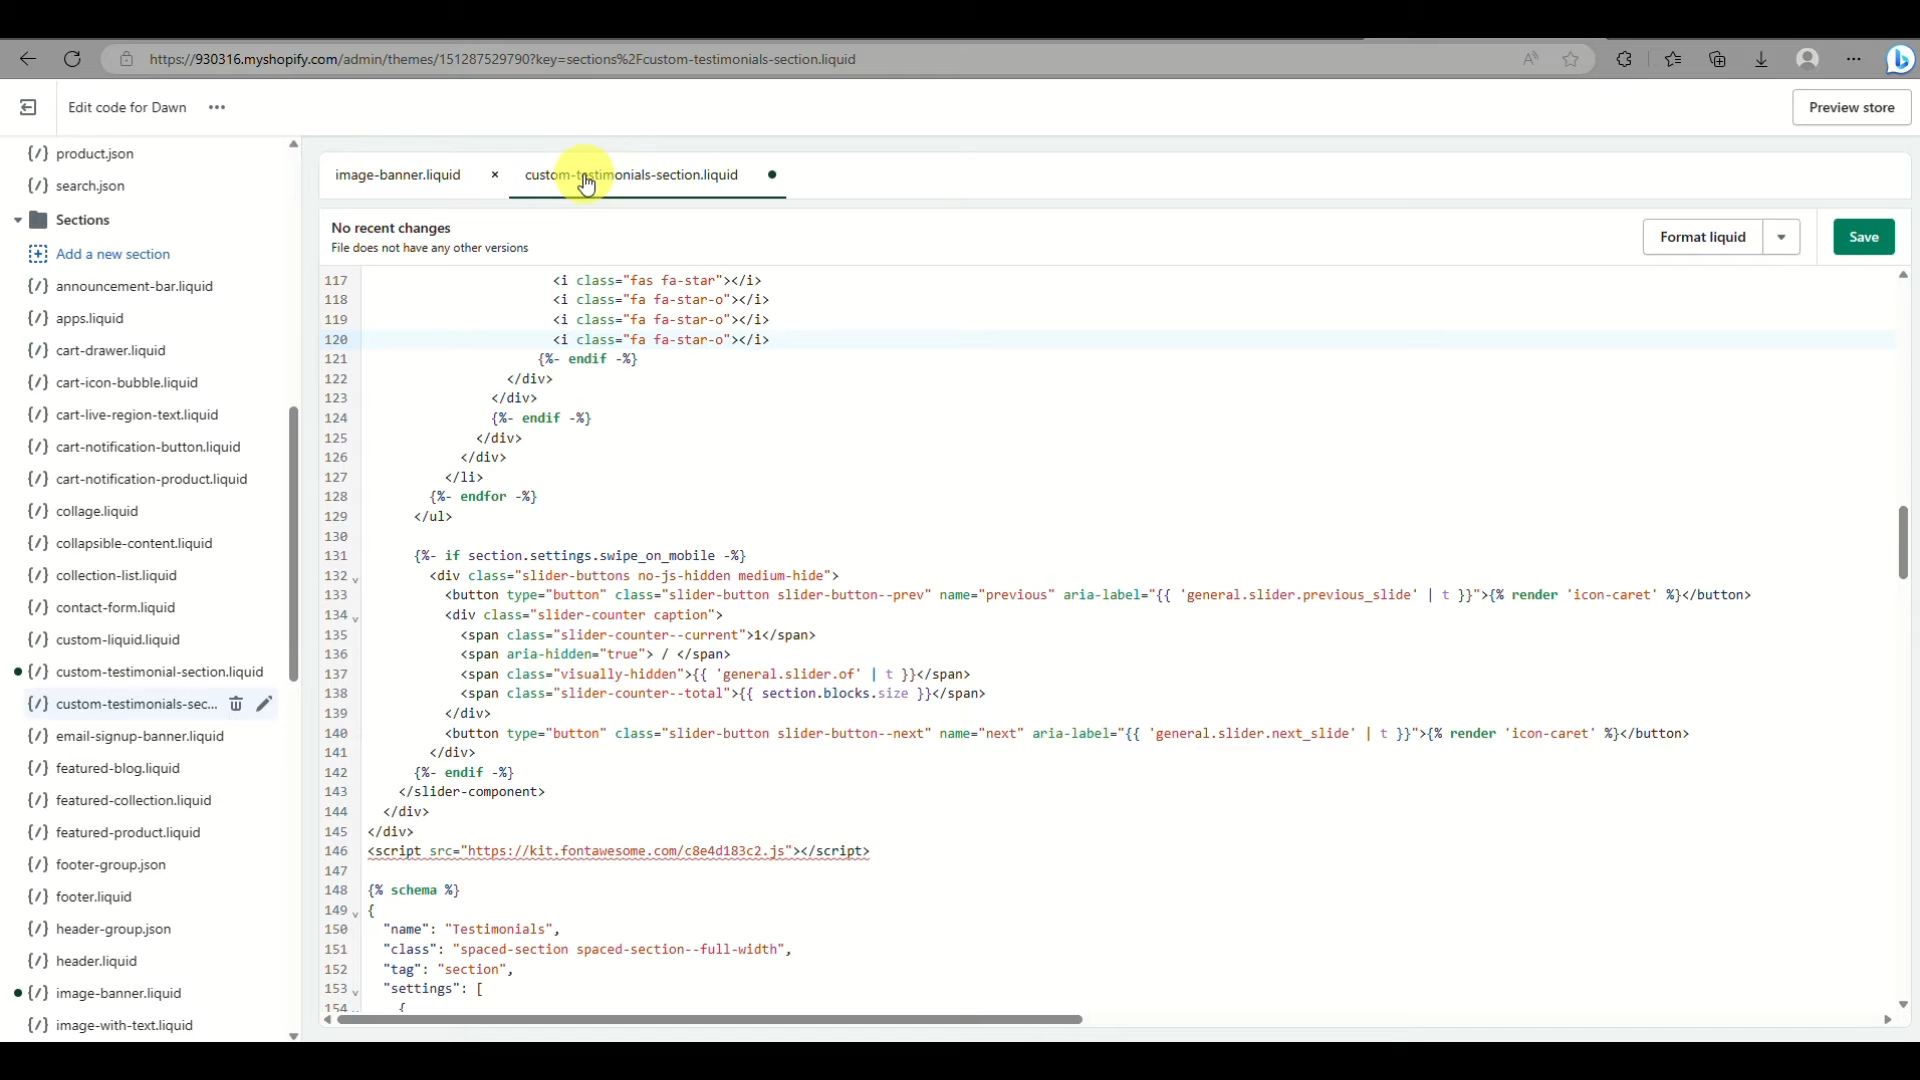 https://930316.myshopify.com/admin/themes/151287529790?key=sections%2Fcustom-testimonials-section.liquid
Edit code for Dawn
Preview store
{/} product.json
{/} search.json
Sections
Add a new section
{/} announcement-bar.liquid
{/} apps.liquid
{/} cart-drawer.liquid
{/} cart-icon-bubble.liquid
{/} cart-live-region-text.liquid
{/} cart-notification-button.liquid
{/} cart-notification-product.liquid
{/} collage.liquid
{/} collapsible-content.liquid
{/} collection-list.liquid
{/} contact-form.liquid
{/} custom-liquid.liquid
{/} custom-testimonial-section.liquid
{/} custom-testimonials-sec...
{/} email-signup-banner.liquid
{/} featured-blog.liquid
{/} featured-collection.liquid
{/} featured-product.liquid
{/} footer-group.json
{/} footer.liquid
{/} header-group.json
{/} header.liquid
{/} image-banner.liquid
{/} image-with-text.liquid
image-banner.liquid × custom-testimonials-section.liquid
No recent changes
File does not have any other versions
Format liquid
Save
117 <i class="fas fa-star"></i>
118 <i class="fa fa-star-o"></i>
119 <i class="fa fa-star-o"></i>
120 <i class="fa fa-star-o"></i>
121 {%- endif -%}
122 </div>
123 </div>
124 {%- endif -%}
125 </div>
126 </div>
127 </li>
128 {%- endfor -%}
129 </ul>
130
131 {%- if section.settings.swipe_on_mobile -%}
132 <div class="slider-buttons no-js-hidden medium-hide">
133 <button type="button" class="slider-button slider-button--prev" name="previous" aria-label="{{ 'general.slider.previous_slide' | t }}">{% render 'icon-caret' %}</button>
134 <div class="slider-counter caption">
135 <span class="slider-counter--current">1</span>
136 <span aria-hidden="true"> / </span>
137 <span class="visually-hidden">{{ 'general.slider.of' | t }}</span>
138 <span class="slider-counter--total">{{ section.blocks.size }}</span>
139 </div>
140 <button type="button" class="slider-button slider-button--next" name="next" aria-label="{{ 'general.slider.next_slide' | t }}">{% render 'icon-caret' %}</button>
141 </div>
142 {%- endif -%}
143 </slider-component>
144 </div>
145 </div>
146 <script src="https://kit.fontawesome.com/c8e4d183c2.js"></script>
147
148 {% schema %}
149 {
150 "name": "Testimonials",
151 "class": "spaced-section spaced-section--full-width",
152 "tag": "section",
153 "settings": [
154 {